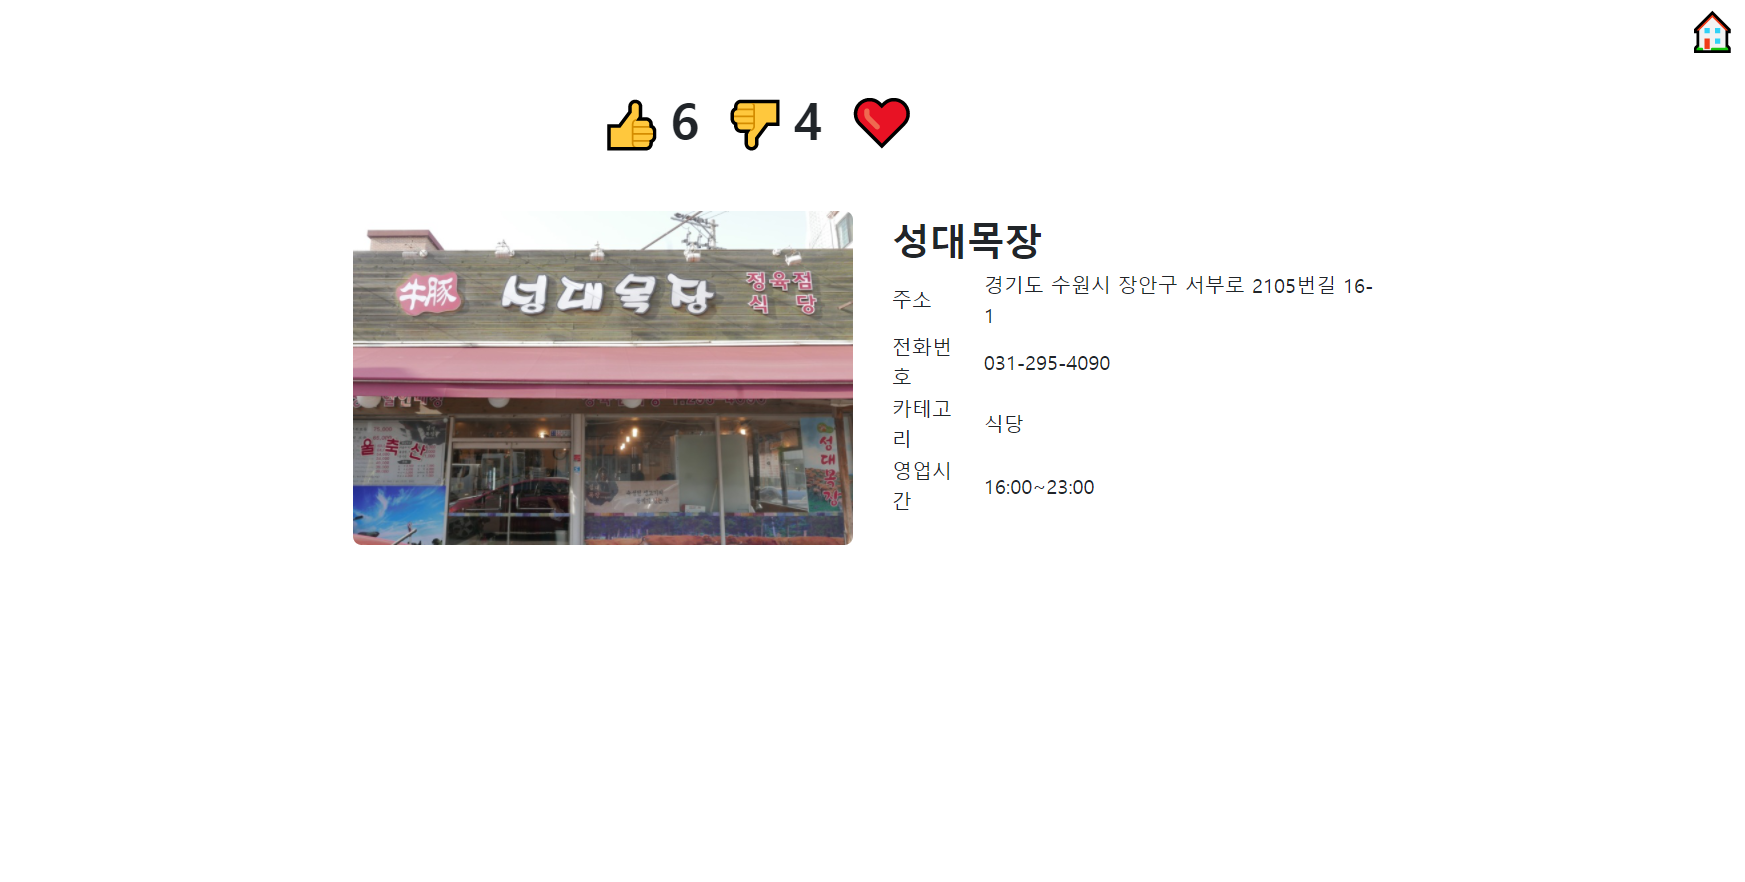 6 4
성대목장
牛豚 성대목장 정육점
식 당
울축산
성대목장
주소
경기도 수원시 장안구 서부로 2105번길 16-
1
전화번
호
031-295-4090
카테고
리
식당
영업시
간
16:00~23:00